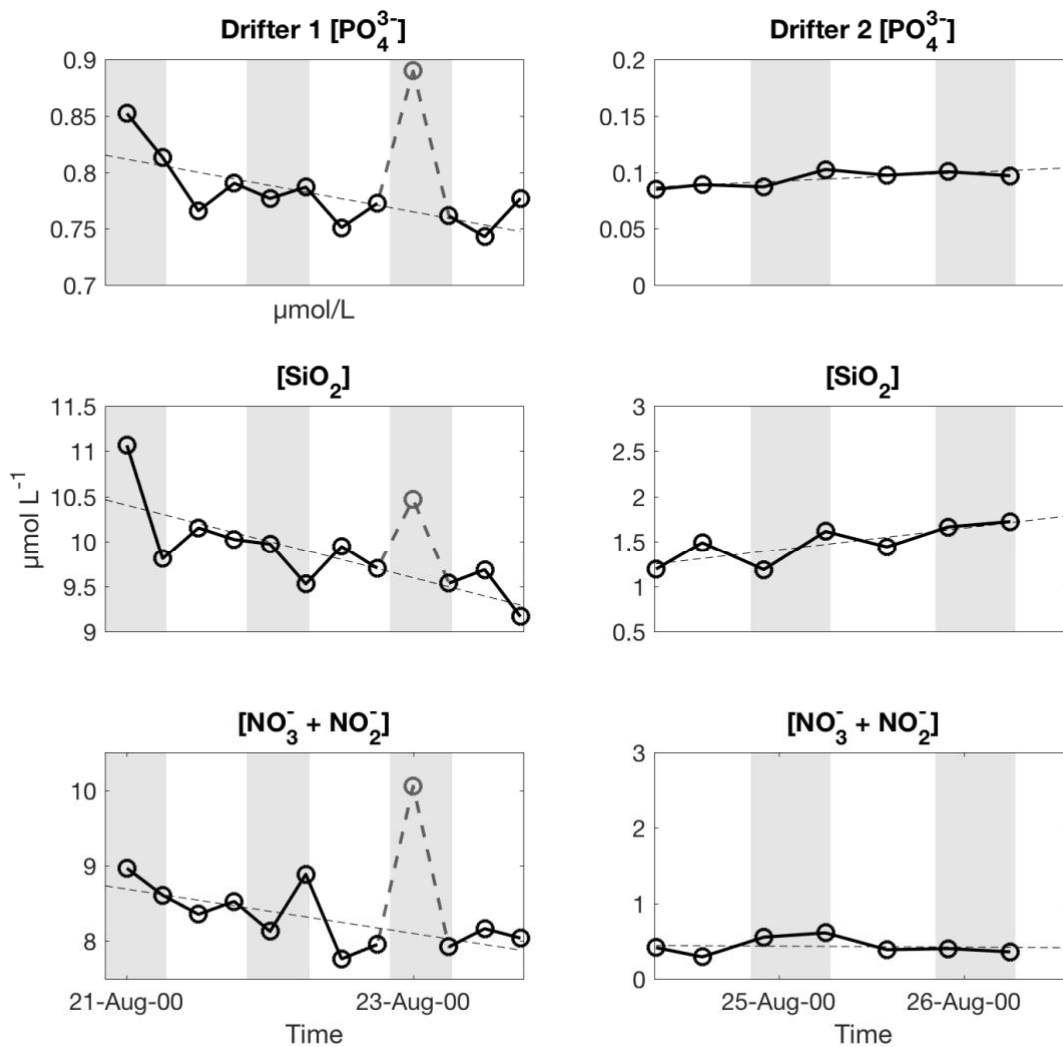 Drifter 1 [PO₄³⁻]
0.9
0.85
0.8
0.75
0.7
µmol/L
Drifter 2 [PO₄³⁻]
0.2
0.15
0.1
0.05
0
[SiO₂]
11.5
11
10.5
10
9.5
9
µmol L⁻¹
[SiO₂]
3
2.5
2
1.5
1
0.5
[NO₃⁻ + NO₂⁻]
10
9
8
21-Aug-00 23-Aug-00
Time
[NO₃⁻ + NO₂⁻]
3
2
1
0
25-Aug-00 26-Aug-00
Time